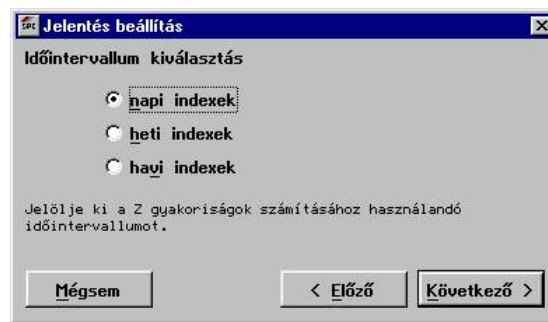 Jelentés beállítás
Időintervallum kiválasztás
napi indexek
heti indexek
havi indexek
Jelölje ki a Z gyakoriságok számításához használandó
időintervallumot.
Mégsem
< Előző
Következő >